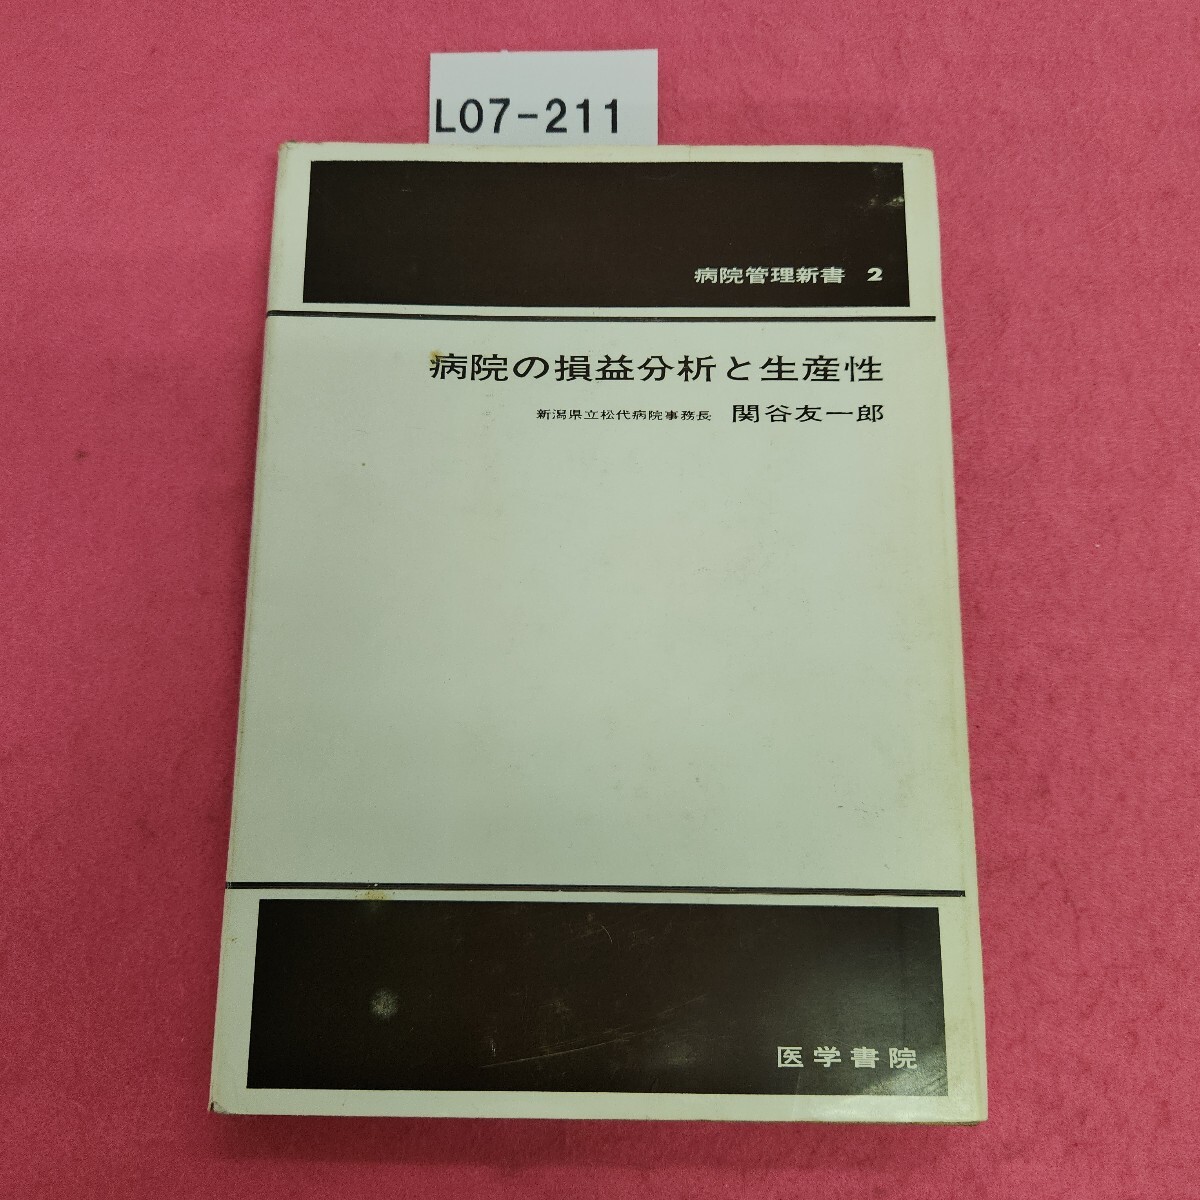 L07-211
病院管理新書 2
病院の損益分析と生産性
新潟県立松代病院事務長 関谷友一郎
医学書院